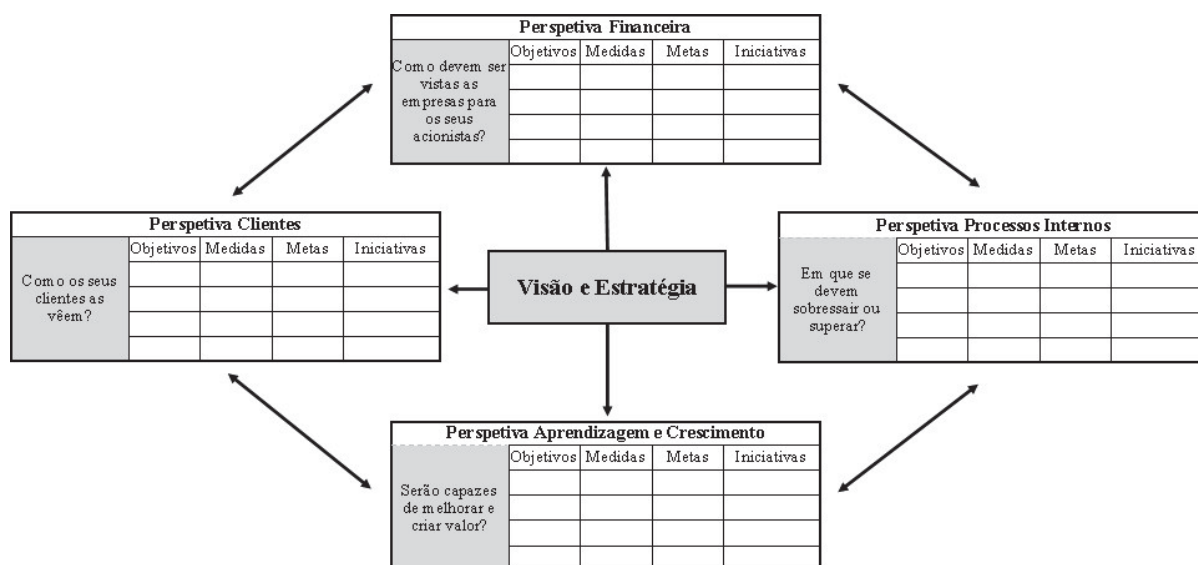 Perspetiva Financeira
Objetivos Medidas Metas Iniciativas
Como devem ser
vistas as
empresas para
os seus
acionistas?
Perspetiva Clientes
Objetivos Medidas Metas Iniciativas
Como os seus
clientes as
vêem?
Visão e Estratégia
Perspetiva Processos Internos
Objetivos Medidas Metas Iniciativas
Em que se
devem
sobressair ou
superar?
Perspetiva Aprendizagem e Crescimento
Objetivos Medidas Metas Iniciativas
Serão capazes
de melhorar e
criar valor?